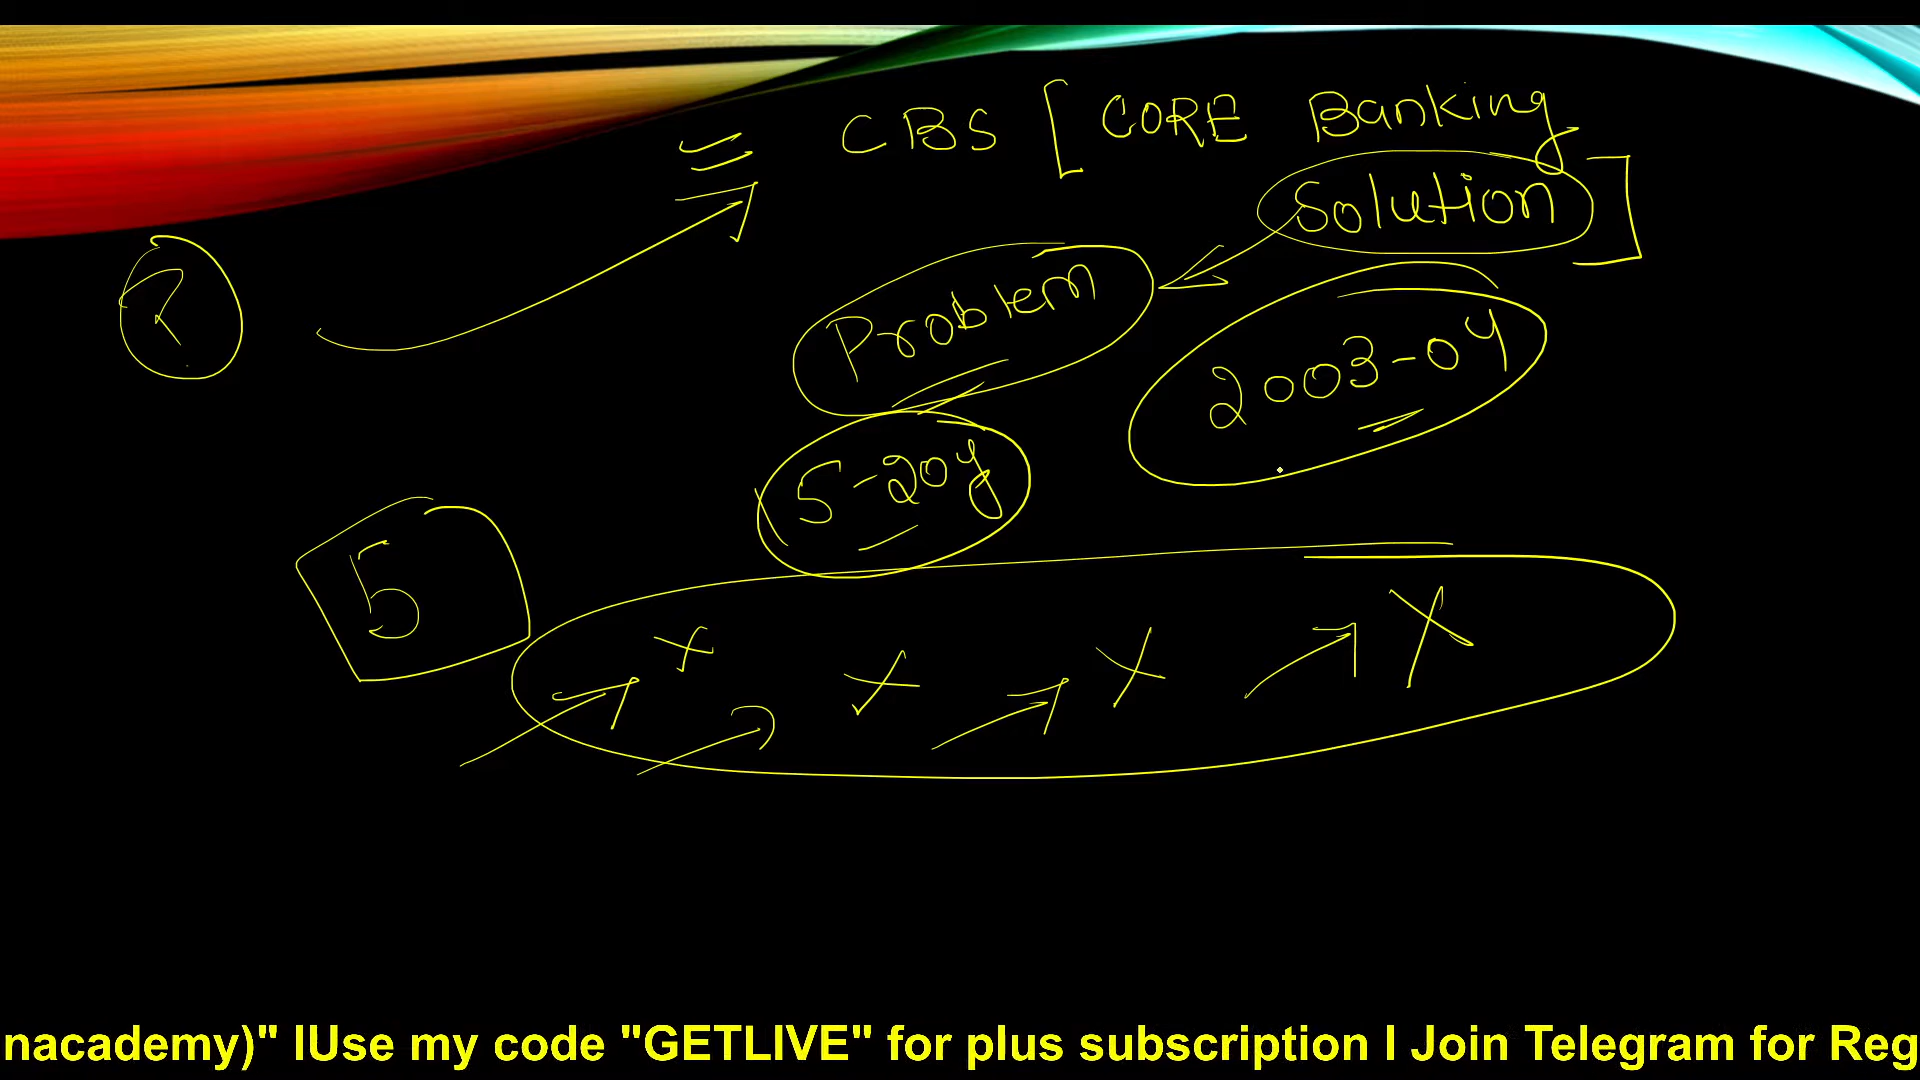 = CBS [ CORE Banking
Solution ]
?
Problem
2003-04
5-20y
5
x x x x
nacademy)" IUse my code "GETLIVE" for plus subscription I Join Telegram for Reg